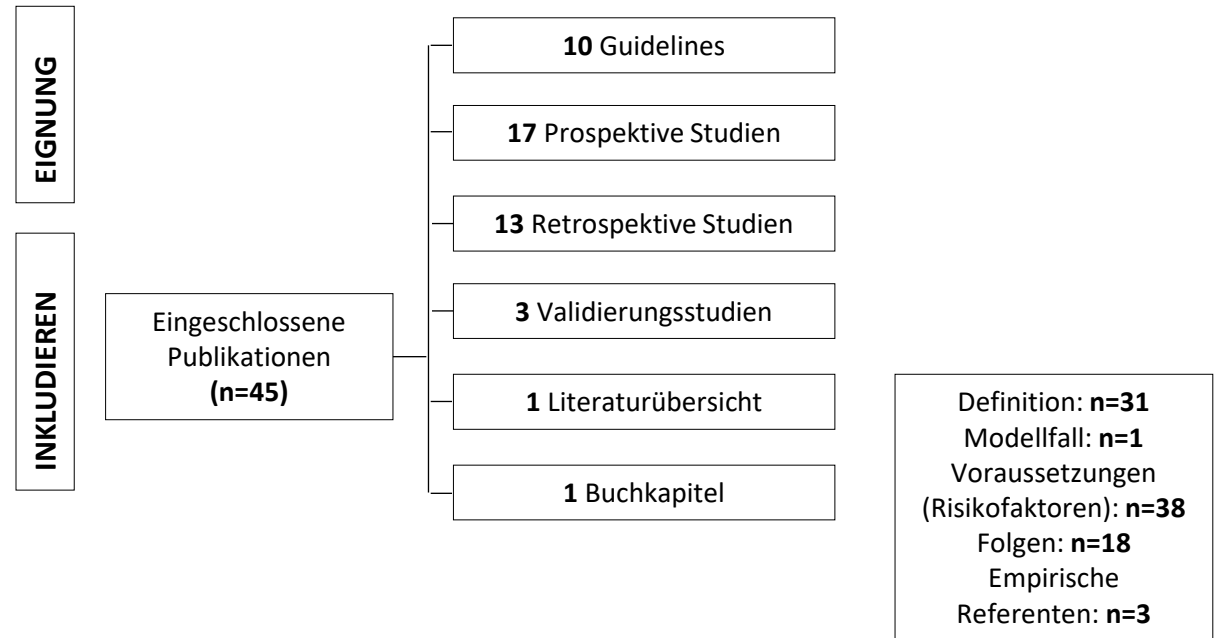 EIGNUNG
INKLUDIEREN
Eingeschlossene
Publikationen
(n=45)
10 Guidelines
17 Prospektive Studien
13 Retrospektive Studien
3 Validierungsstudien
1 Literaturübersicht
1 Buchkapitel
Definition: n=31
Modellfall: n=1
Voraussetzungen
(Risikofaktoren): n=38
Folgen: n=18
Empirische
Referenten: n=3